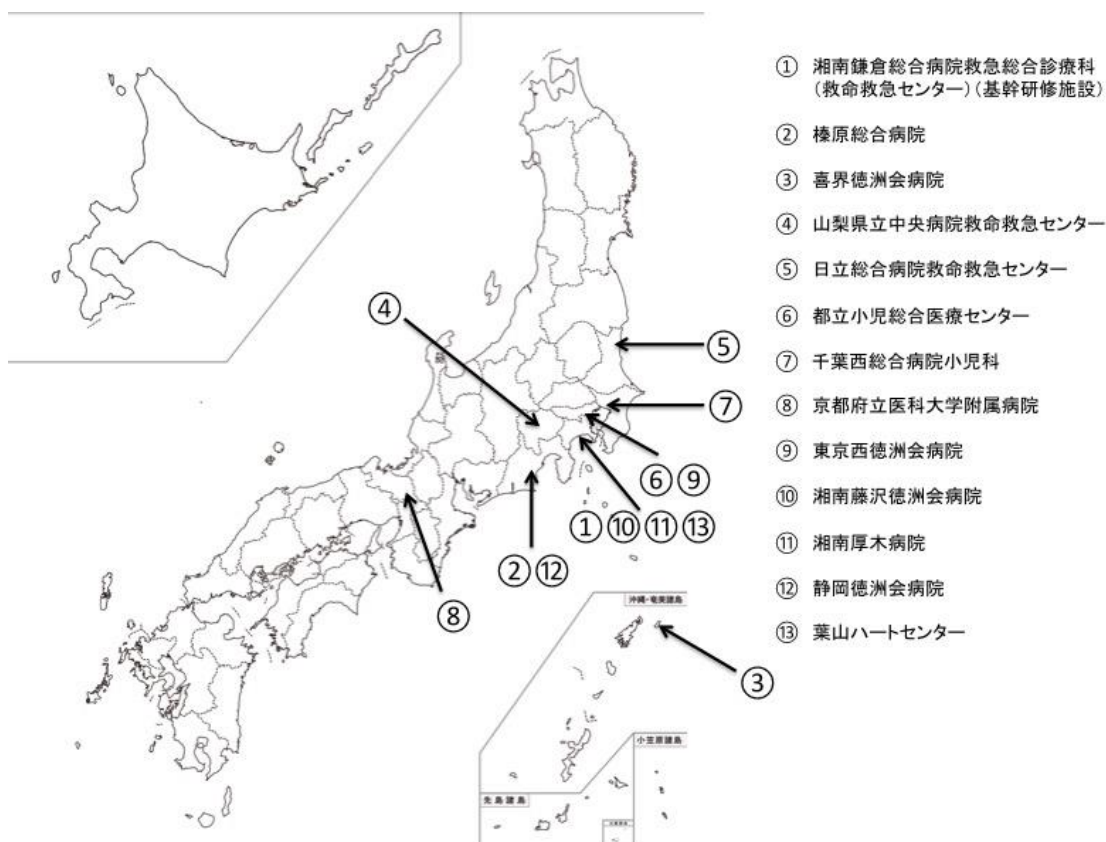 ① 湘南鎌倉総合病院救急総合診療科
（救命救急センター）（基幹研修施設）
② 榛原総合病院
③ 喜界徳洲会病院
④ 山梨県立中央病院救命救急センター
⑤ 日立総合病院救命救急センター
⑥ 都立小児総合医療センター
⑦ 千葉西総合病院小児科
⑧ 京都府立医科大学附属病院
⑨ 東京西徳洲会病院
⑩ 湘南藤沢徳洲会病院
⑪ 湘南厚木病院
⑫ 静岡徳洲会病院
⑬ 葉山ハートセンター
④
⑤
⑦
⑥ ⑨
① ⑩ ⑪ ⑬
② ⑫
⑧
沖縄・奄美諸島
③
小笠原諸島
先島諸島